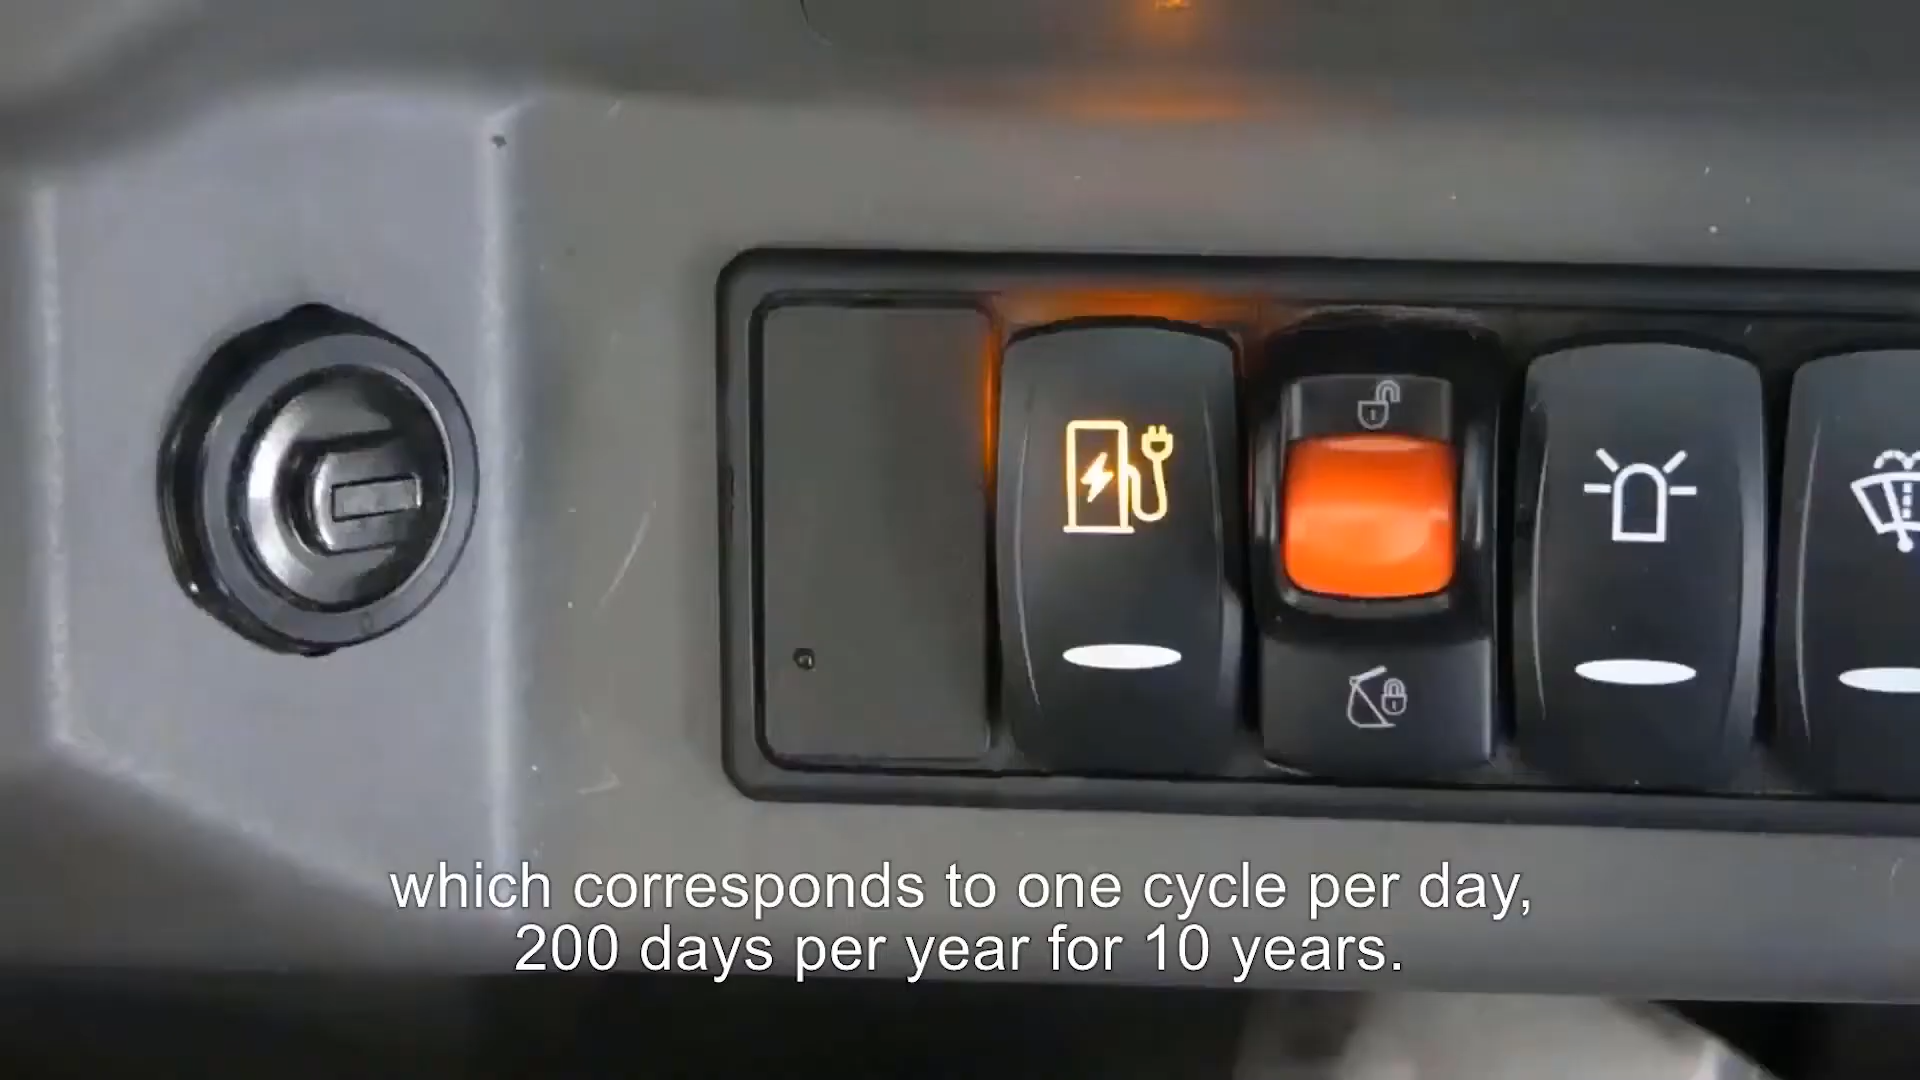 which corresponds to one cycle per day,
200 days per year for 10 years.